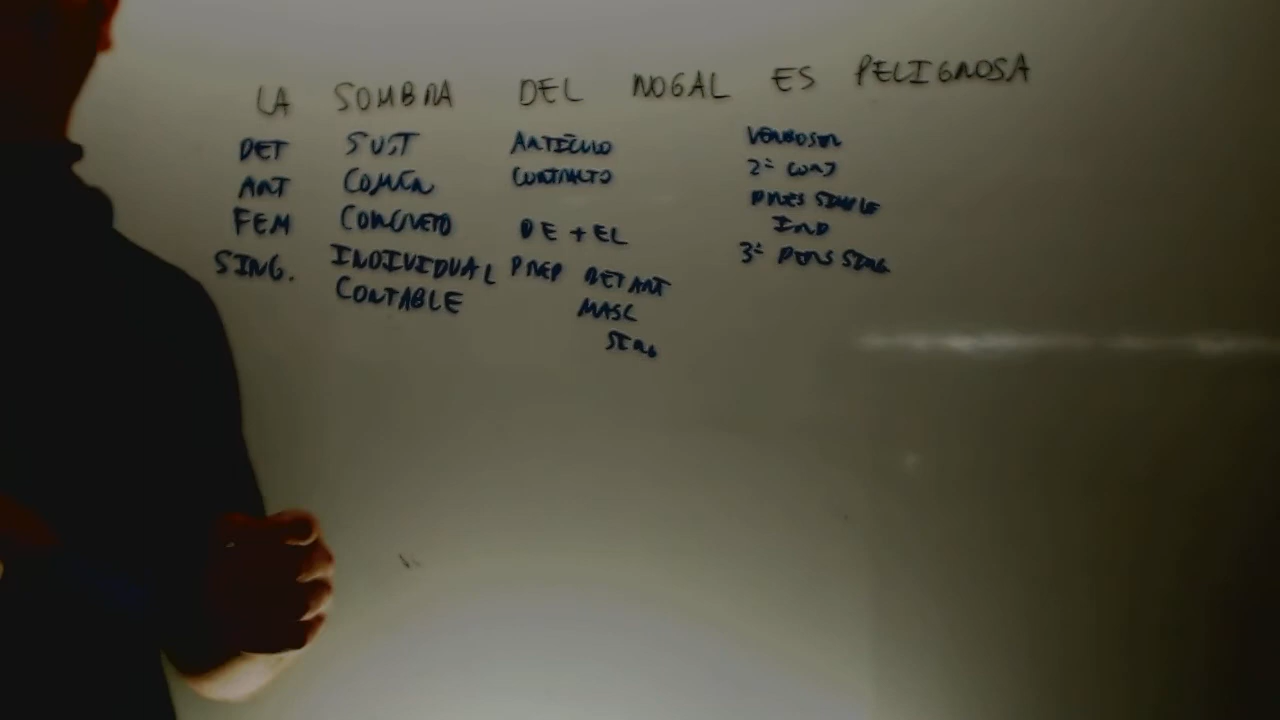 LA SOMBRA DEL NOGAL ES PELIGROSA
DET SUST ARTÍCULO VERBO SER
ART COMÚN CONTRACTO 2ª CONJ
FEM CONCRETO DE + EL PRES SIMPLE
SING. INDIVIDUAL PREP DET ART IND
CONTABLE MASC 3ª PERS SING
SING